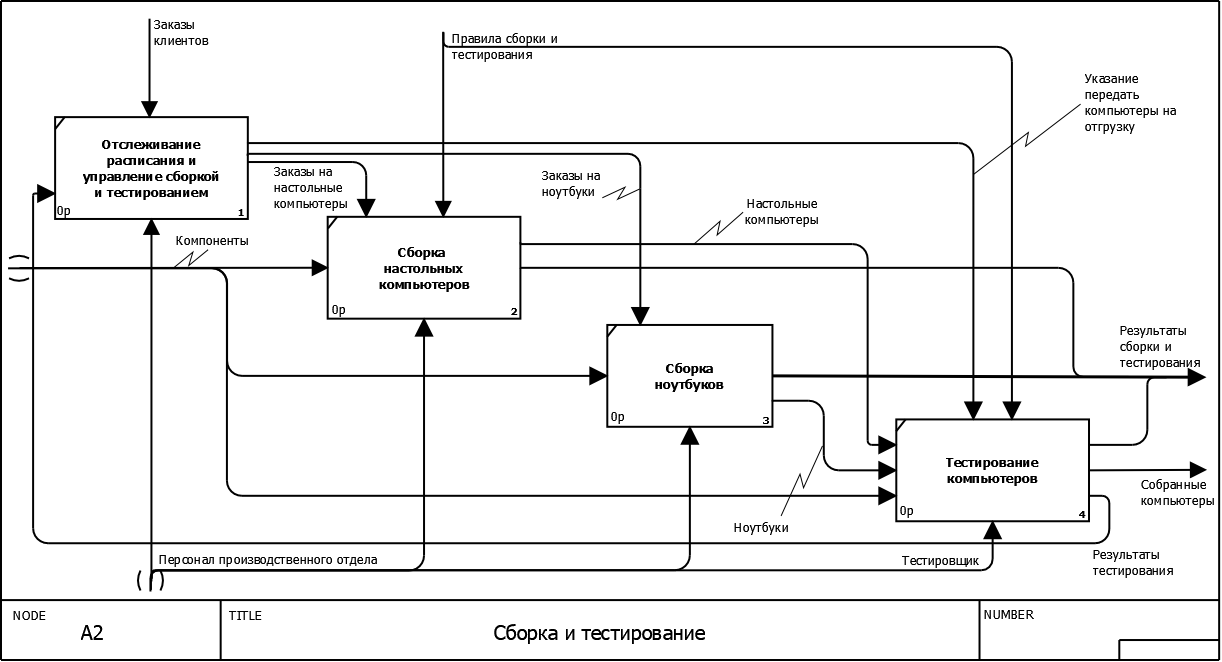 Заказы
клиентов
Правила сборки и
тестирования
Указание
передать
компьютеры на
отгрузку
Отслеживание
расписания и
управление сборкой
и тестированием
0р
1
Заказы на
настольные
компьютеры
Заказы на
ноутбуки
Настольные
компьютеры
Компоненты
Сборка
настольных
компьютеров
0р
2
Сборка
ноутбуков
0р
3
Результаты
сборки и
тестирования
Тестирование
компьютеров
0р
4
Собранные
компьютеры
Ноутбуки
Персонал производственного отдела
Тестировщик
Результаты
тестирования
NODE
A2
TITLE
Сборка и тестирование
NUMBER